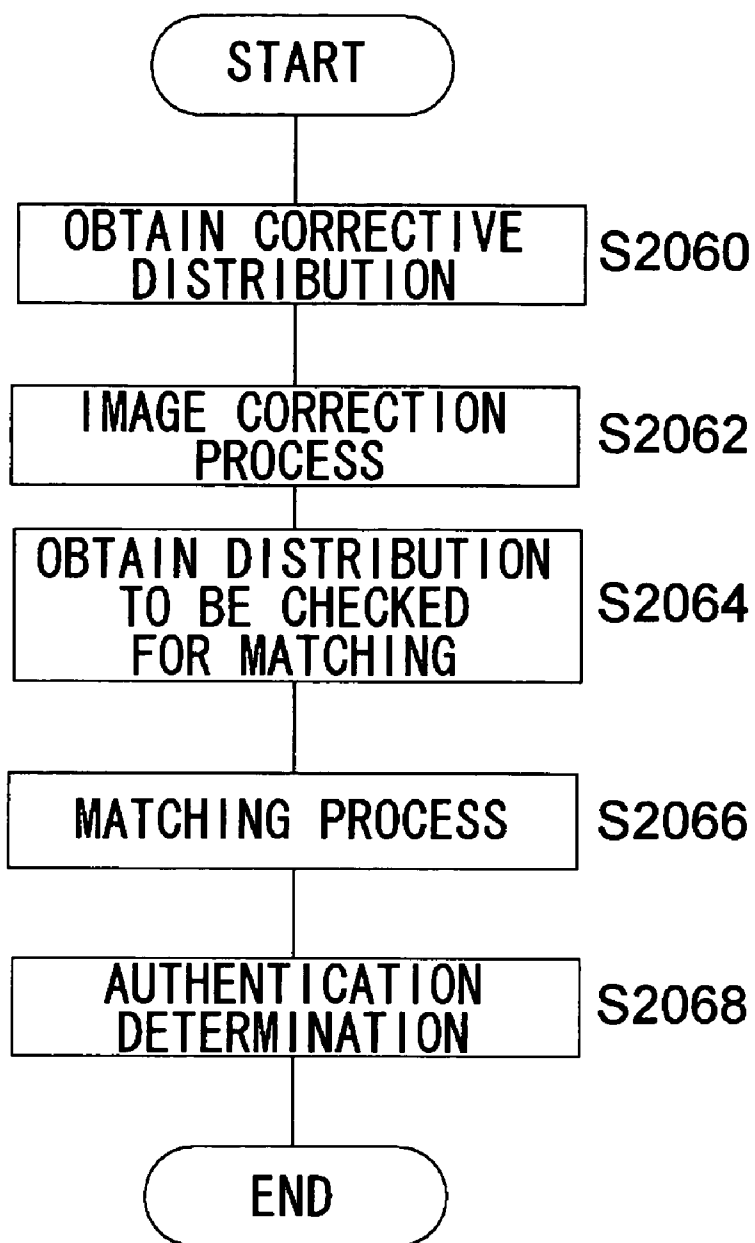 START
OBTAIN CORRECTIVE
DISTRIBUTION
S2060
IMAGE CORRECTION
PROCESS
S2062
OBTAIN DISTRIBUTION
TO BE CHECKED
FOR MATCHING
S2064
MATCHING PROCESS
S2066
AUTHENTICATION
DETERMINATION
S2068
END